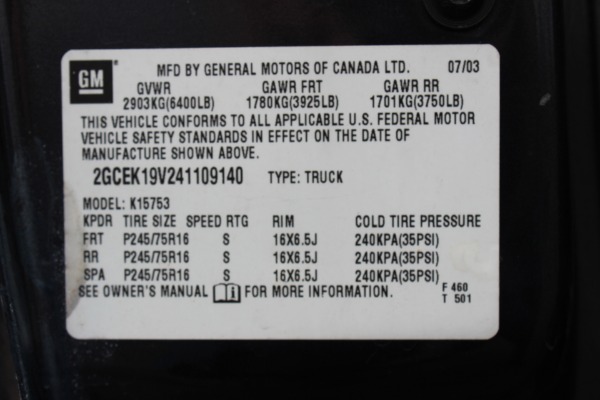 GM
MFD BY GENERAL MOTORS OF CANADA LTD. 07/03
GVWR GAWR FRT GAWR RR
2903KG(6400LB) 1780KG(3925LB) 1701KG(3750LB)
THIS VEHICLE CONFORMS TO ALL APPLICABLE U.S. FEDERAL MOTOR
VEHICLE SAFETY STANDARDS IN EFFECT ON THE DATE OF
MANUFACTURE SHOWN ABOVE.
2GCEK19V241109140 TYPE: TRUCK
MODEL: K15753
KPDR TIRE SIZE SPEED RTG RIM COLD TIRE PRESSURE
FRT P245/75R16 S 16X6.5J 240KPA(35PSI)
RR P245/75R16 S 16X6.5J 240KPA(35PSI)
SPA P245/75R16 S 16X6.5J 240KPA(35PSI)
SEE OWNER'S MANUAL i FOR MORE INFORMATION.
F 460
T 501